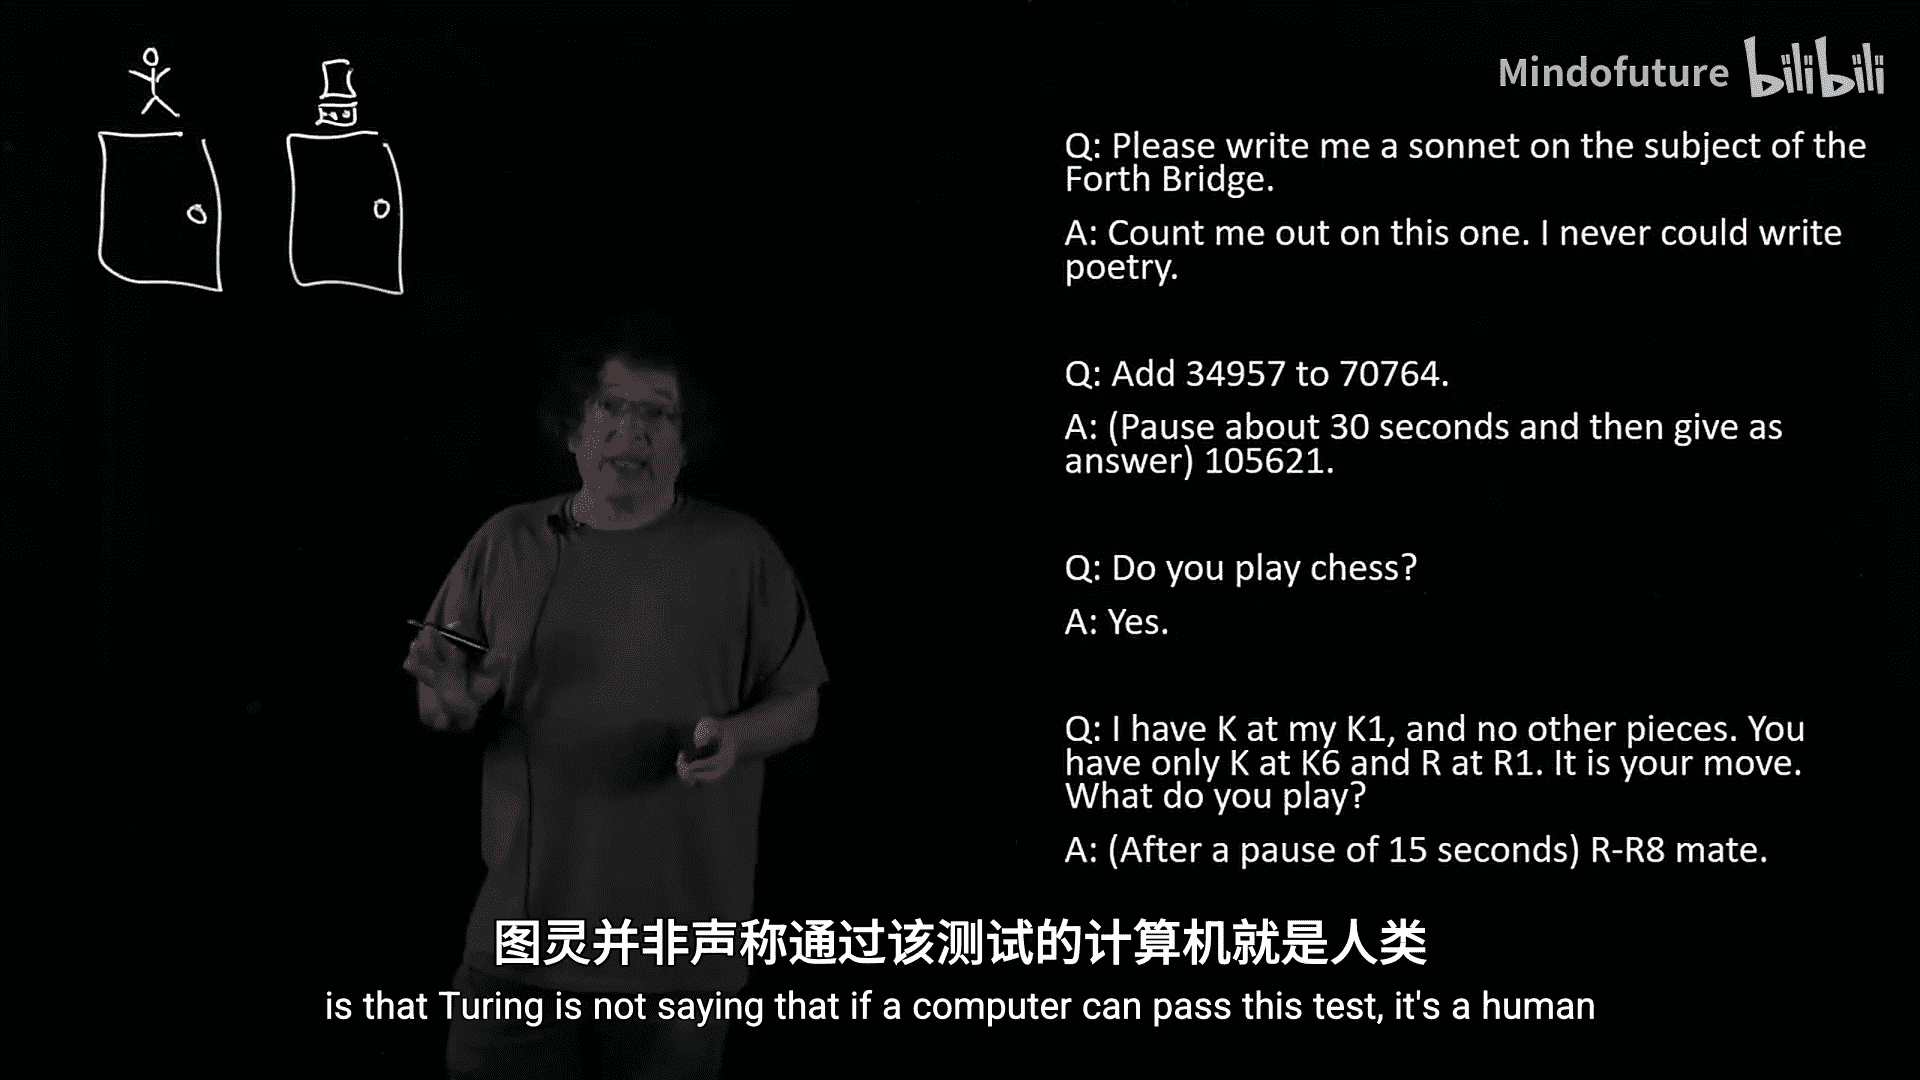 Mindofuture bilibili
Q: Please write me a sonnet on the subject of the
Forth Bridge.
A: Count me out on this one. I never could write
poetry.
Q: Add 34957 to 70764.
A: (Pause about 30 seconds and then give as
answer) 105621.
Q: Do you play chess?
A: Yes.
Q: I have K at my K1, and no other pieces. You
have only K at K6 and R at R1. It is your move.
What do you play?
A: (After a pause of 15 seconds) R-R8 mate.
图灵并非声称通过该测试的计算机就是人类
is that Turing is not saying that if a computer can pass this test, it's a human